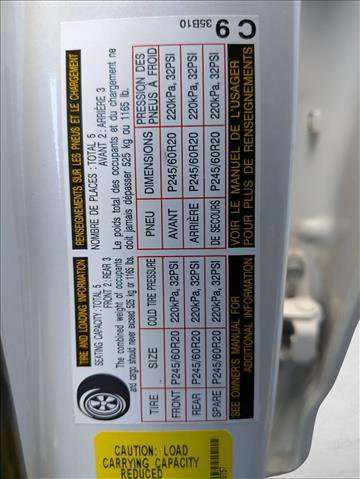 C 9
35B10
TIRE AND LOADING INFORMATION
SEATING CAPACITY: TOTAL 5
FRONT 2: REAR 3
The combined weight of occupants
and cargo should never exceed 525 kg or 1165 lbs.
TIRE SIZE COLD TIRE PRESSURE
FRONT P245/60R20 220kPa, 32PSI
REAR P245/60R20 220kPa, 32PSI
SPARE P245/60R20 220kPa, 32PSI
SEE OWNER'S MANUAL FOR
ADDITIONAL INFORMATION
RENSEIGNEMENTS SUR LES PNEUS ET LE CHARGEMENT
NOMBRE DE PLACES : TOTAL 5
AVANT 2: ARRIÈRE 3
Le poids total des occupants et du chargement ne
doit jamais dépasser 525 kg ou 1165 lb.
PNEU DIMENSIONS PRESSION DES
PNEUS À FROID
AVANT P245/60R20 220kPa, 32PSI
ARRIÈRE P245/60R20 220kPa, 32PSI
DE SECOURS P245/60R20 220kPa, 32PSI
VOIR LE MANUEL DE L'USAGER
POUR PLUS DE RENSEIGNEMENTS
CAUTION: LOAD
CARRYING CAPACITY
REDUCED